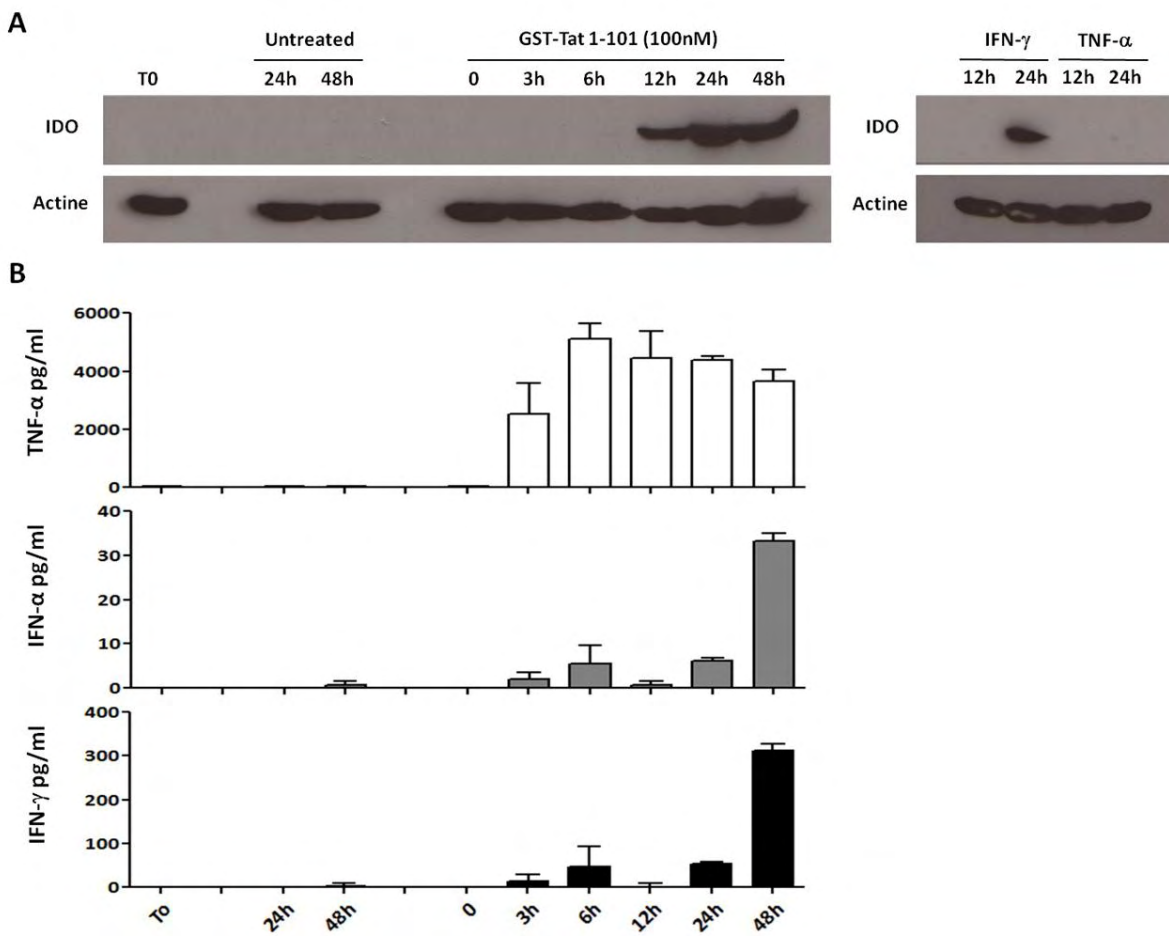 A
Untreated
GST-Tat 1-101 (100nM)
IFN-γ
TNF-α
T0
24h
48h
0
3h
6h
12h
24h
48h
12h
24h
12h
24h
IDO
IDO
Actine
Actine
B
TNF-α pg/ml
6000
4000
2000
0
IFN-α pg/ml
40
30
20
10
0
IFN-γ pg/ml
400
300
200
100
0
To
24h
48h
0
3h
6h
12h
24h
48h